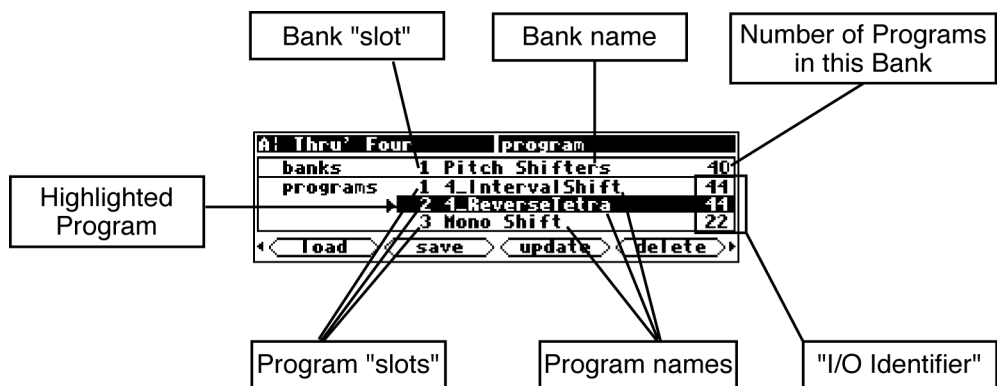 Bank "slot"
Bank name
Number of Programs
in this Bank
A¦ Thru' Four program
banks 1 Pitch Shifters 40
programs 1 4_IntervalShift 44
Highlighted
Program
2 4_ReverseTetra 44
3 Mono Shift 22
load save update delete
Program "slots"
Program names
"I/O Identifier"